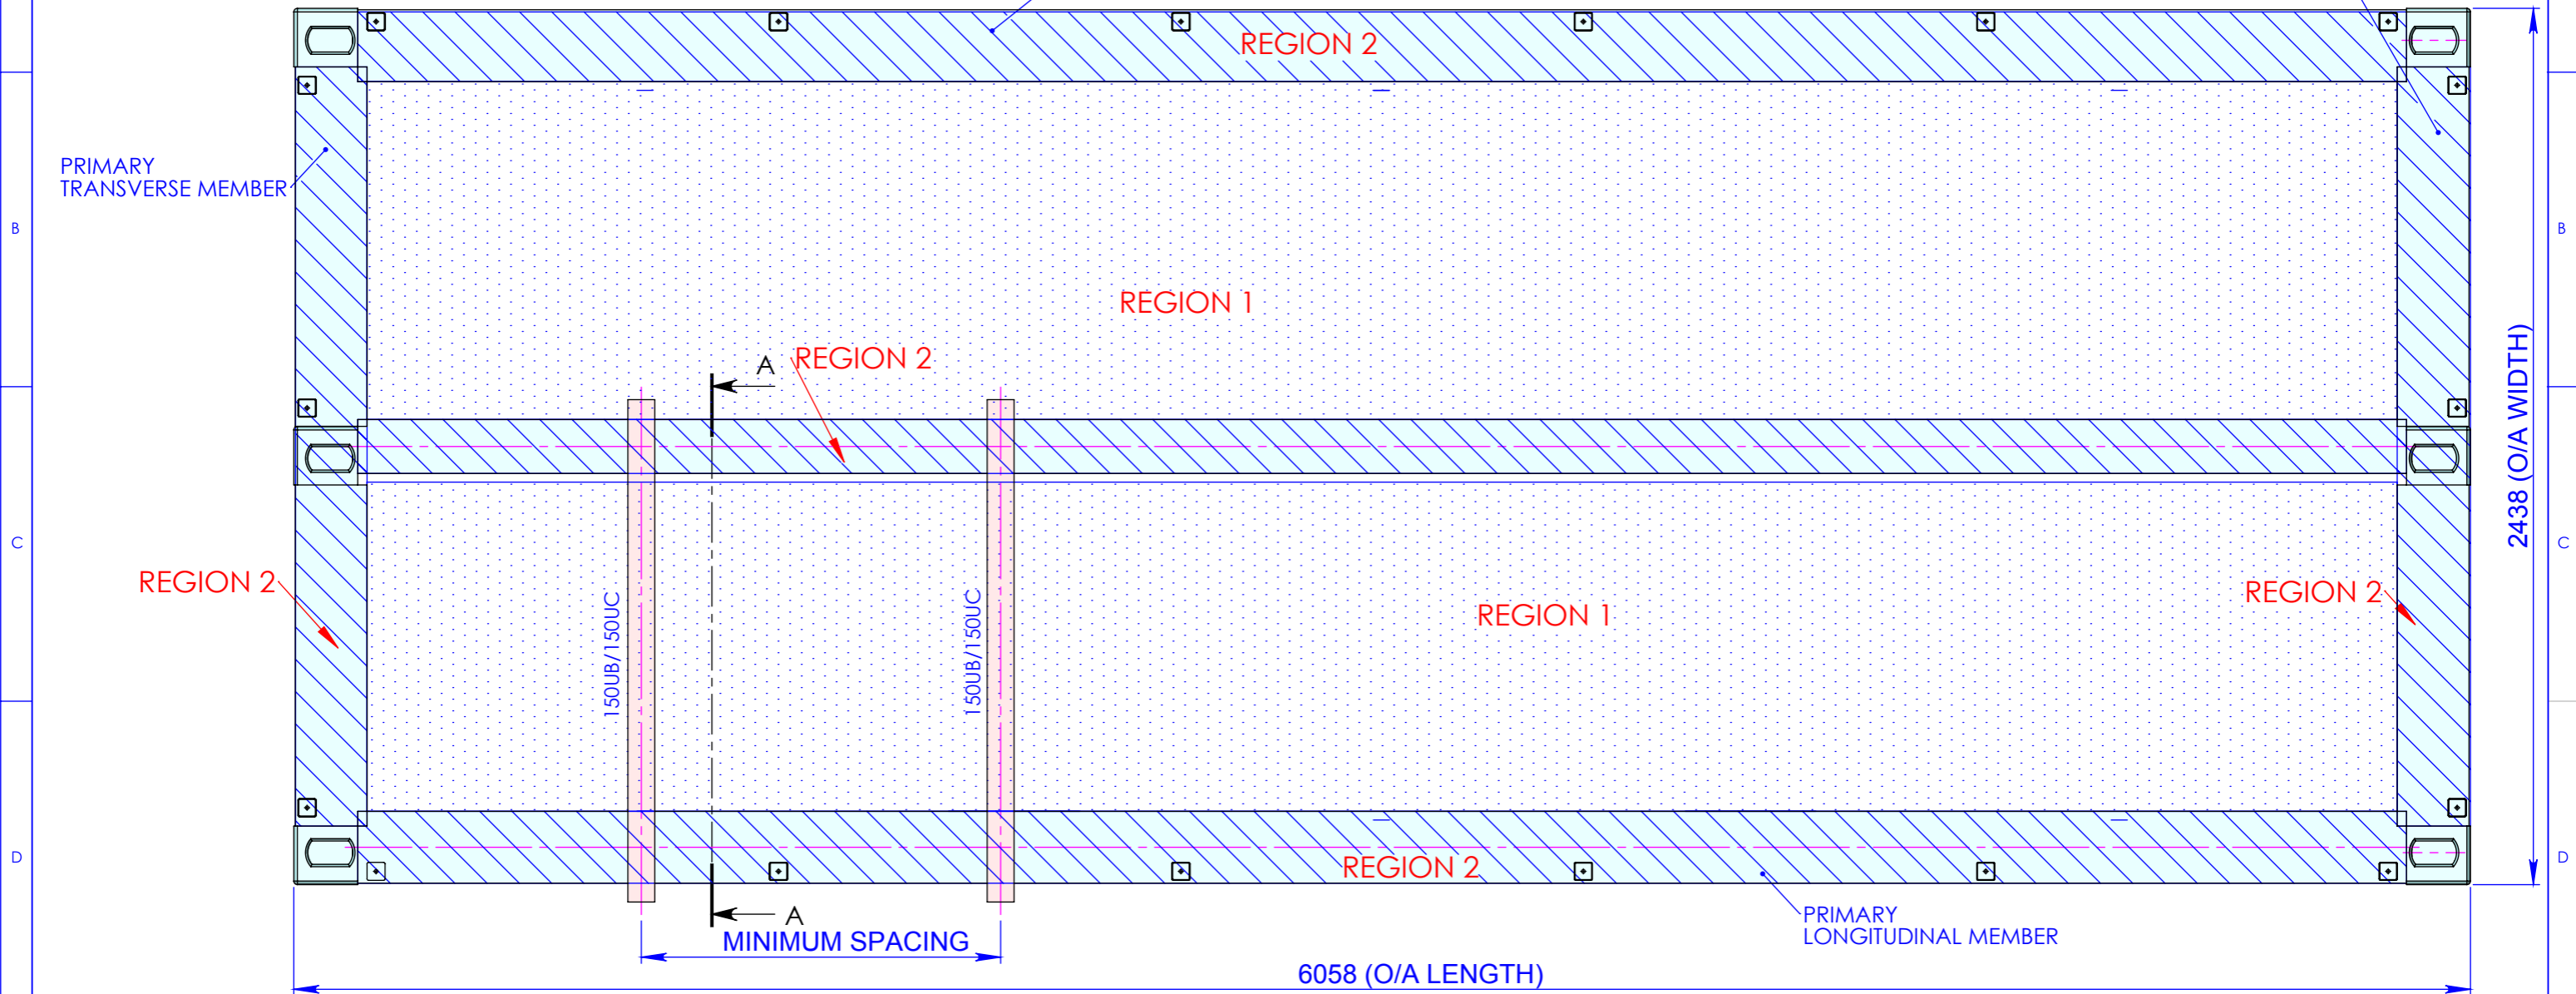 REGION 2
PRIMARY
TRANSVERSE MEMBER
B
B
REGION 1
A
REGION 2
2438 (O/A WIDTH)
C
C
REGION 2
150UB/150UC
150UB/150UC
REGION 1
REGION 2
D
D
REGION 2
A
PRIMARY
LONGITUDINAL MEMBER
MINIMUM SPACING
6058 (O/A LENGTH)